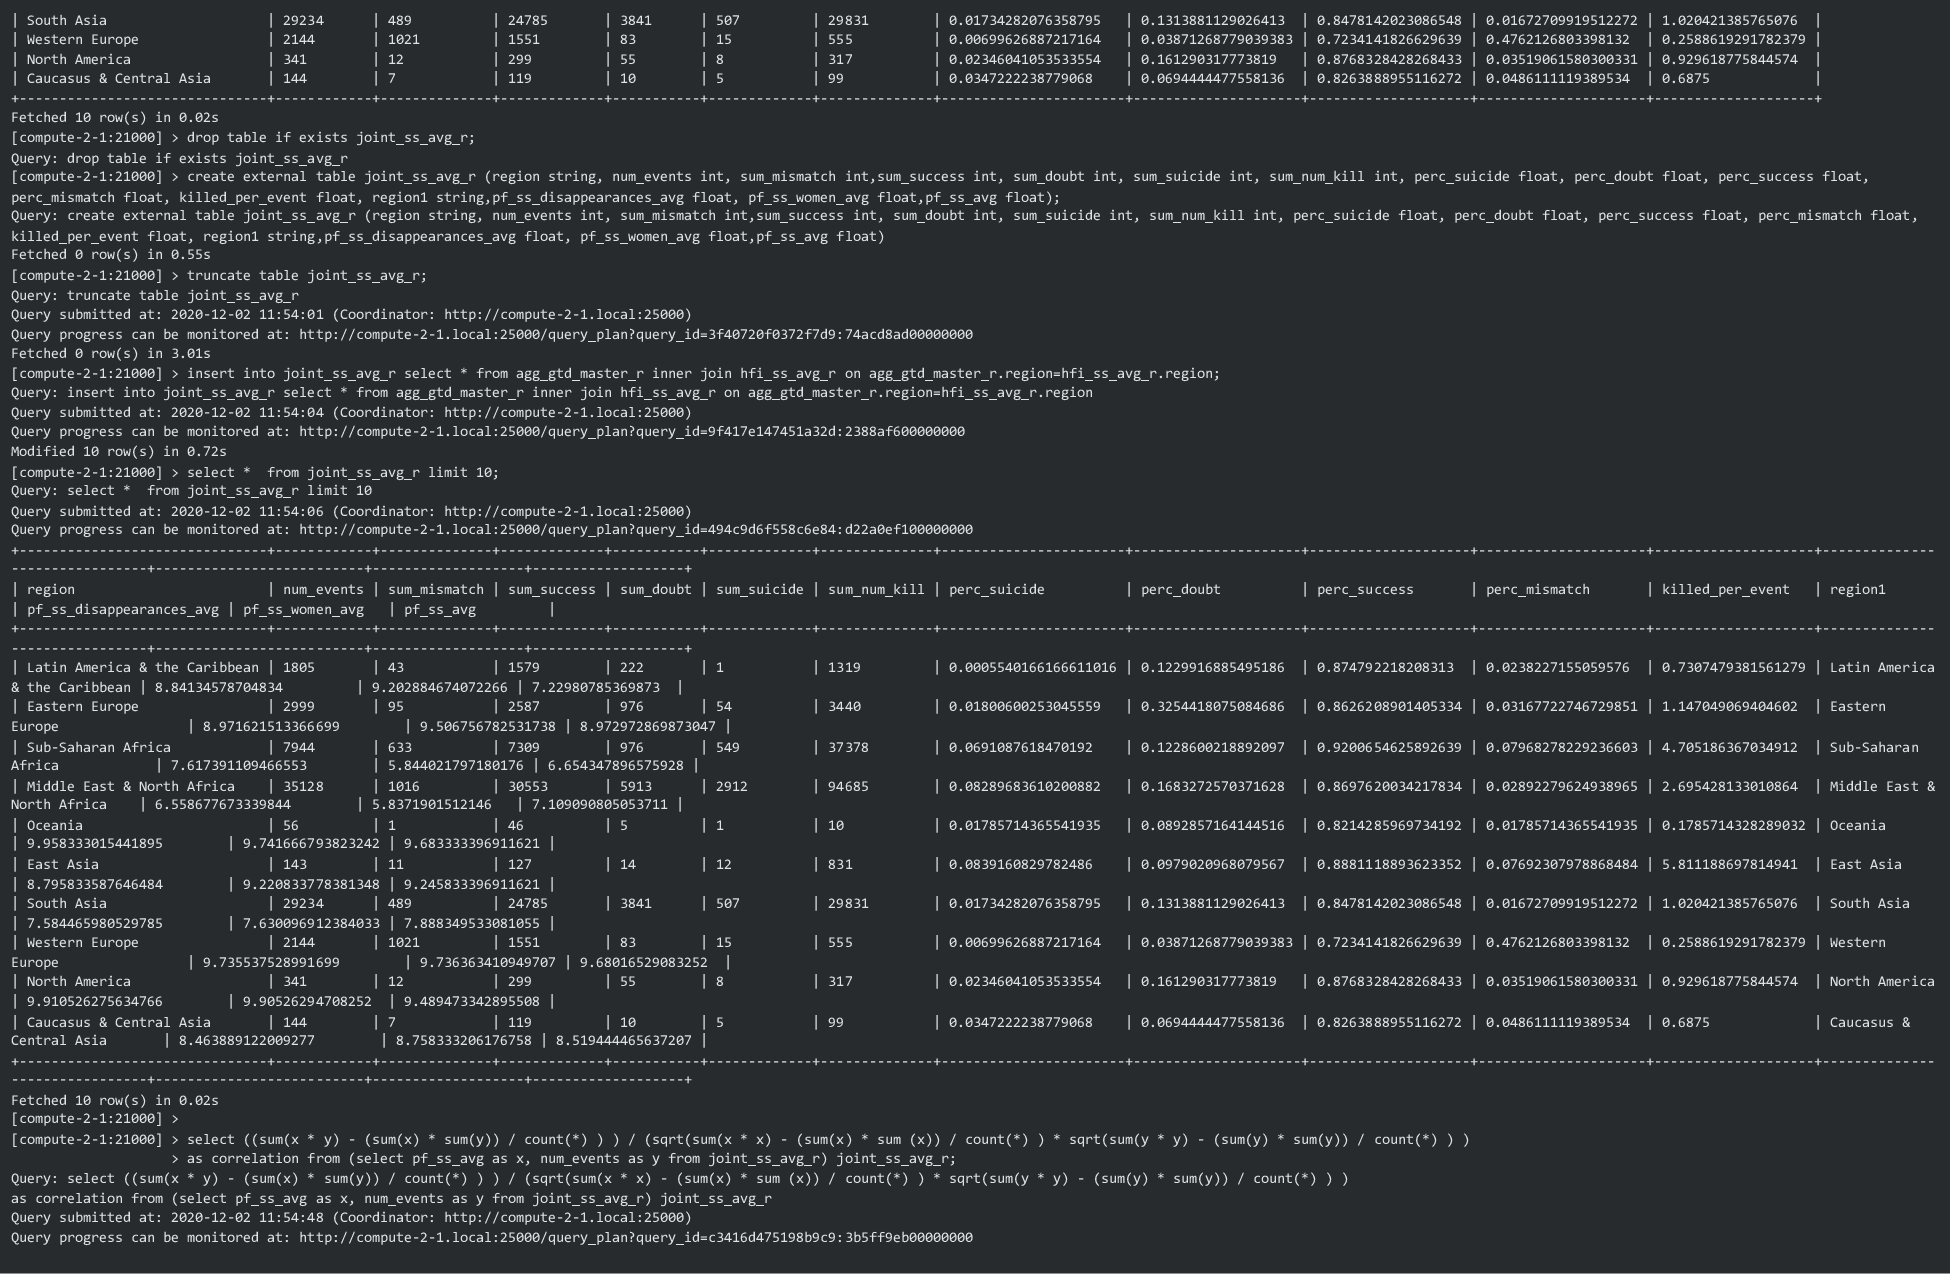 | South Asia                    | 29234      | 489          | 24785       | 3841      | 507         | 29831        | 0.01734282076358795   | 0.1313881129026413  | 0.8478142023086548 | 0.01672709919512272 | 1.020421385765076  |
| Western Europe                | 2144       | 1021         | 1551        | 83        | 15          | 555          | 0.00699626887217164   | 0.03871268779039383 | 0.7234141826629639 | 0.4762126803398132  | 0.2588619291782379 |
| North America                 | 341        | 12           | 299         | 55        | 8           | 317          | 0.02346041053533554   | 0.161290317773819   | 0.8768328428268433 | 0.03519061580300331 | 0.929618775844574  |
| Caucasus & Central Asia       | 144        | 7            | 119         | 10        | 5           | 99           | 0.0347222238779068    | 0.0694444477558136  | 0.8263888955116272 | 0.0486111119389534  | 0.6875             |
+-------------------------------+------------+--------------+-------------+-----------+-------------+--------------+-----------------------+---------------------+--------------------+---------------------+--------------------+
Fetched 10 row(s) in 0.02s
[compute-2-1:21000] > drop table if exists joint_ss_avg_r;
Query: drop table if exists joint_ss_avg_r
[compute-2-1:21000] > create external table joint_ss_avg_r (region string, num_events int, sum_mismatch int,sum_success int, sum_doubt int, sum_suicide int, sum_num_kill int, perc_suicide float, perc_doubt float, perc_success float,
perc_mismatch float, killed_per_event float, region1 string,pf_ss_disappearances_avg float, pf_ss_women_avg float,pf_ss_avg float);
Query: create external table joint_ss_avg_r (region string, num_events int, sum_mismatch int,sum_success int, sum_doubt int, sum_suicide int, sum_num_kill int, perc_suicide float, perc_doubt float, perc_success float, perc_mismatch float,
killed_per_event float, region1 string,pf_ss_disappearances_avg float, pf_ss_women_avg float,pf_ss_avg float)
Fetched 0 row(s) in 0.55s
[compute-2-1:21000] > truncate table joint_ss_avg_r;
Query: truncate table joint_ss_avg_r
Query submitted at: 2020-12-02 11:54:01 (Coordinator: http://compute-2-1.local:25000)
Query progress can be monitored at: http://compute-2-1.local:25000/query_plan?query_id=3f40720f0372f7d9:74acd8ad00000000
Fetched 0 row(s) in 3.01s
[compute-2-1:21000] > insert into joint_ss_avg_r select * from agg_gtd_master_r inner join hfi_ss_avg_r on agg_gtd_master_r.region=hfi_ss_avg_r.region;
Query: insert into joint_ss_avg_r select * from agg_gtd_master_r inner join hfi_ss_avg_r on agg_gtd_master_r.region=hfi_ss_avg_r.region
Query submitted at: 2020-12-02 11:54:04 (Coordinator: http://compute-2-1.local:25000)
Query progress can be monitored at: http://compute-2-1.local:25000/query_plan?query_id=9f417e147451a32d:2388af600000000
Modified 10 row(s) in 0.72s
[compute-2-1:21000] > select *  from joint_ss_avg_r limit 10;
Query: select *  from joint_ss_avg_r limit 10
Query submitted at: 2020-12-02 11:54:06 (Coordinator: http://compute-2-1.local:25000)
Query progress can be monitored at: http://compute-2-1.local:25000/query_plan?query_id=494c9d6f558c6e84:d22a0ef100000000
+-------------------------------+------------+--------------+-------------+-----------+-------------+--------------+-----------------------+---------------------+--------------------+---------------------+--------------------+--------------
-----------------+--------------------------+-------------------+-------------------+
| region                        | num_events | sum_mismatch | sum_success | sum_doubt | sum_suicide | sum_num_kill | perc_suicide          | perc_doubt          | perc_success       | perc_mismatch       | killed_per_event   | region1
| pf_ss_disappearances_avg | pf_ss_women_avg   | pf_ss_avg         |
+-------------------------------+------------+--------------+-------------+-----------+-------------+--------------+-----------------------+---------------------+--------------------+---------------------+--------------------+--------------
-----------------+--------------------------+-------------------+-------------------+
| Latin America & the Caribbean | 1805       | 43           | 1579        | 222       | 1           | 1319         | 0.0005540166166611016 | 0.1229916885495186  | 0.874792218208313  | 0.0238227155059576  | 0.7307479381561279 | Latin America
& the Caribbean | 8.84134578704834         | 9.202884674072266 | 7.22980785369873  |
| Eastern Europe                | 2999       | 95           | 2587        | 976       | 54          | 3440         | 0.01800600253045559   | 0.3254418075084686  | 0.8626208901405334 | 0.03167722746729851 | 1.147049069404602  | Eastern
Europe                | 8.971621513366699        | 9.506756782531738 | 8.972972869873047 |
| Sub-Saharan Africa            | 7944       | 633          | 7309        | 976       | 549         | 37378        | 0.0691087618470192    | 0.1228600218892097  | 0.9200654625892639 | 0.07968278229236603 | 4.705186367034912  | Sub-Saharan
Africa            | 7.617391109466553        | 5.844021797180176 | 6.654347896575928 |
| Middle East & North Africa    | 35128      | 1016         | 30553       | 5913      | 2912        | 94685        | 0.08289683610200882   | 0.1683272570371628  | 0.8697620034217834 | 0.02892279624938965 | 2.695428133010864  | Middle East &
North Africa    | 6.558677673339844        | 5.8371901512146   | 7.109090805053711 |
| Oceania                       | 56         | 1            | 46          | 5         | 1           | 10           | 0.01785714365541935   | 0.0892857164144516  | 0.8214285969734192 | 0.01785714365541935 | 0.1785714328289032 | Oceania
| 9.958333015441895        | 9.741666793823242 | 9.683333396911621 |
| East Asia                     | 143        | 11           | 127         | 14        | 12          | 831          | 0.0839160829782486    | 0.0979020968079567  | 0.8881118893623352 | 0.07692307978868484 | 5.811188697814941  | East Asia
| 8.795833587646484        | 9.220833778381348 | 9.245833396911621 |
| South Asia                    | 29234      | 489          | 24785       | 3841      | 507         | 29831        | 0.01734282076358795   | 0.1313881129026413  | 0.8478142023086548 | 0.01672709919512272 | 1.020421385765076  | South Asia
| 7.584465980529785        | 7.630096912384033 | 7.888349533081055 |
| Western Europe                | 2144       | 1021         | 1551        | 83        | 15          | 555          | 0.00699626887217164   | 0.03871268779039383 | 0.7234141826629639 | 0.4762126803398132  | 0.2588619291782379 | Western
Europe                | 9.735537528991699        | 9.736363410949707 | 9.68016529083252  |
| North America                 | 341        | 12           | 299         | 55        | 8           | 317          | 0.02346041053533554   | 0.161290317773819   | 0.8768328428268433 | 0.03519061580300331 | 0.929618775844574  | North America
| 9.910526275634766        | 9.90526294708252  | 9.489473342895508 |
| Caucasus & Central Asia       | 144        | 7            | 119         | 10        | 5           | 99           | 0.0347222238779068    | 0.0694444477558136  | 0.8263888955116272 | 0.0486111119389534  | 0.6875             | Caucasus &
Central Asia       | 8.463889122009277        | 8.758333206176758 | 8.519444465637207 |
+-------------------------------+------------+--------------+-------------+-----------+-------------+--------------+-----------------------+---------------------+--------------------+---------------------+--------------------+--------------
-----------------+--------------------------+-------------------+-------------------+
Fetched 10 row(s) in 0.02s
[compute-2-1:21000] >
[compute-2-1:21000] > select ((sum(x * y) - (sum(x) * sum(y)) / count(*) ) ) / (sqrt(sum(x * x) - (sum(x) * sum (x)) / count(*) ) * sqrt(sum(y * y) - (sum(y) * sum(y)) / count(*) ) )
> as correlation from (select pf_ss_avg as x, num_events as y from joint_ss_avg_r) joint_ss_avg_r;
Query: select ((sum(x * y) - (sum(x) * sum(y)) / count(*) ) ) / (sqrt(sum(x * x) - (sum(x) * sum (x)) / count(*) ) * sqrt(sum(y * y) - (sum(y) * sum(y)) / count(*) ) )
as correlation from (select pf_ss_avg as x, num_events as y from joint_ss_avg_r) joint_ss_avg_r
Query submitted at: 2020-12-02 11:54:48 (Coordinator: http://compute-2-1.local:25000)
Query progress can be monitored at: http://compute-2-1.local:25000/query_plan?query_id=c3416d475198b9c9:3b5ff9eb00000000